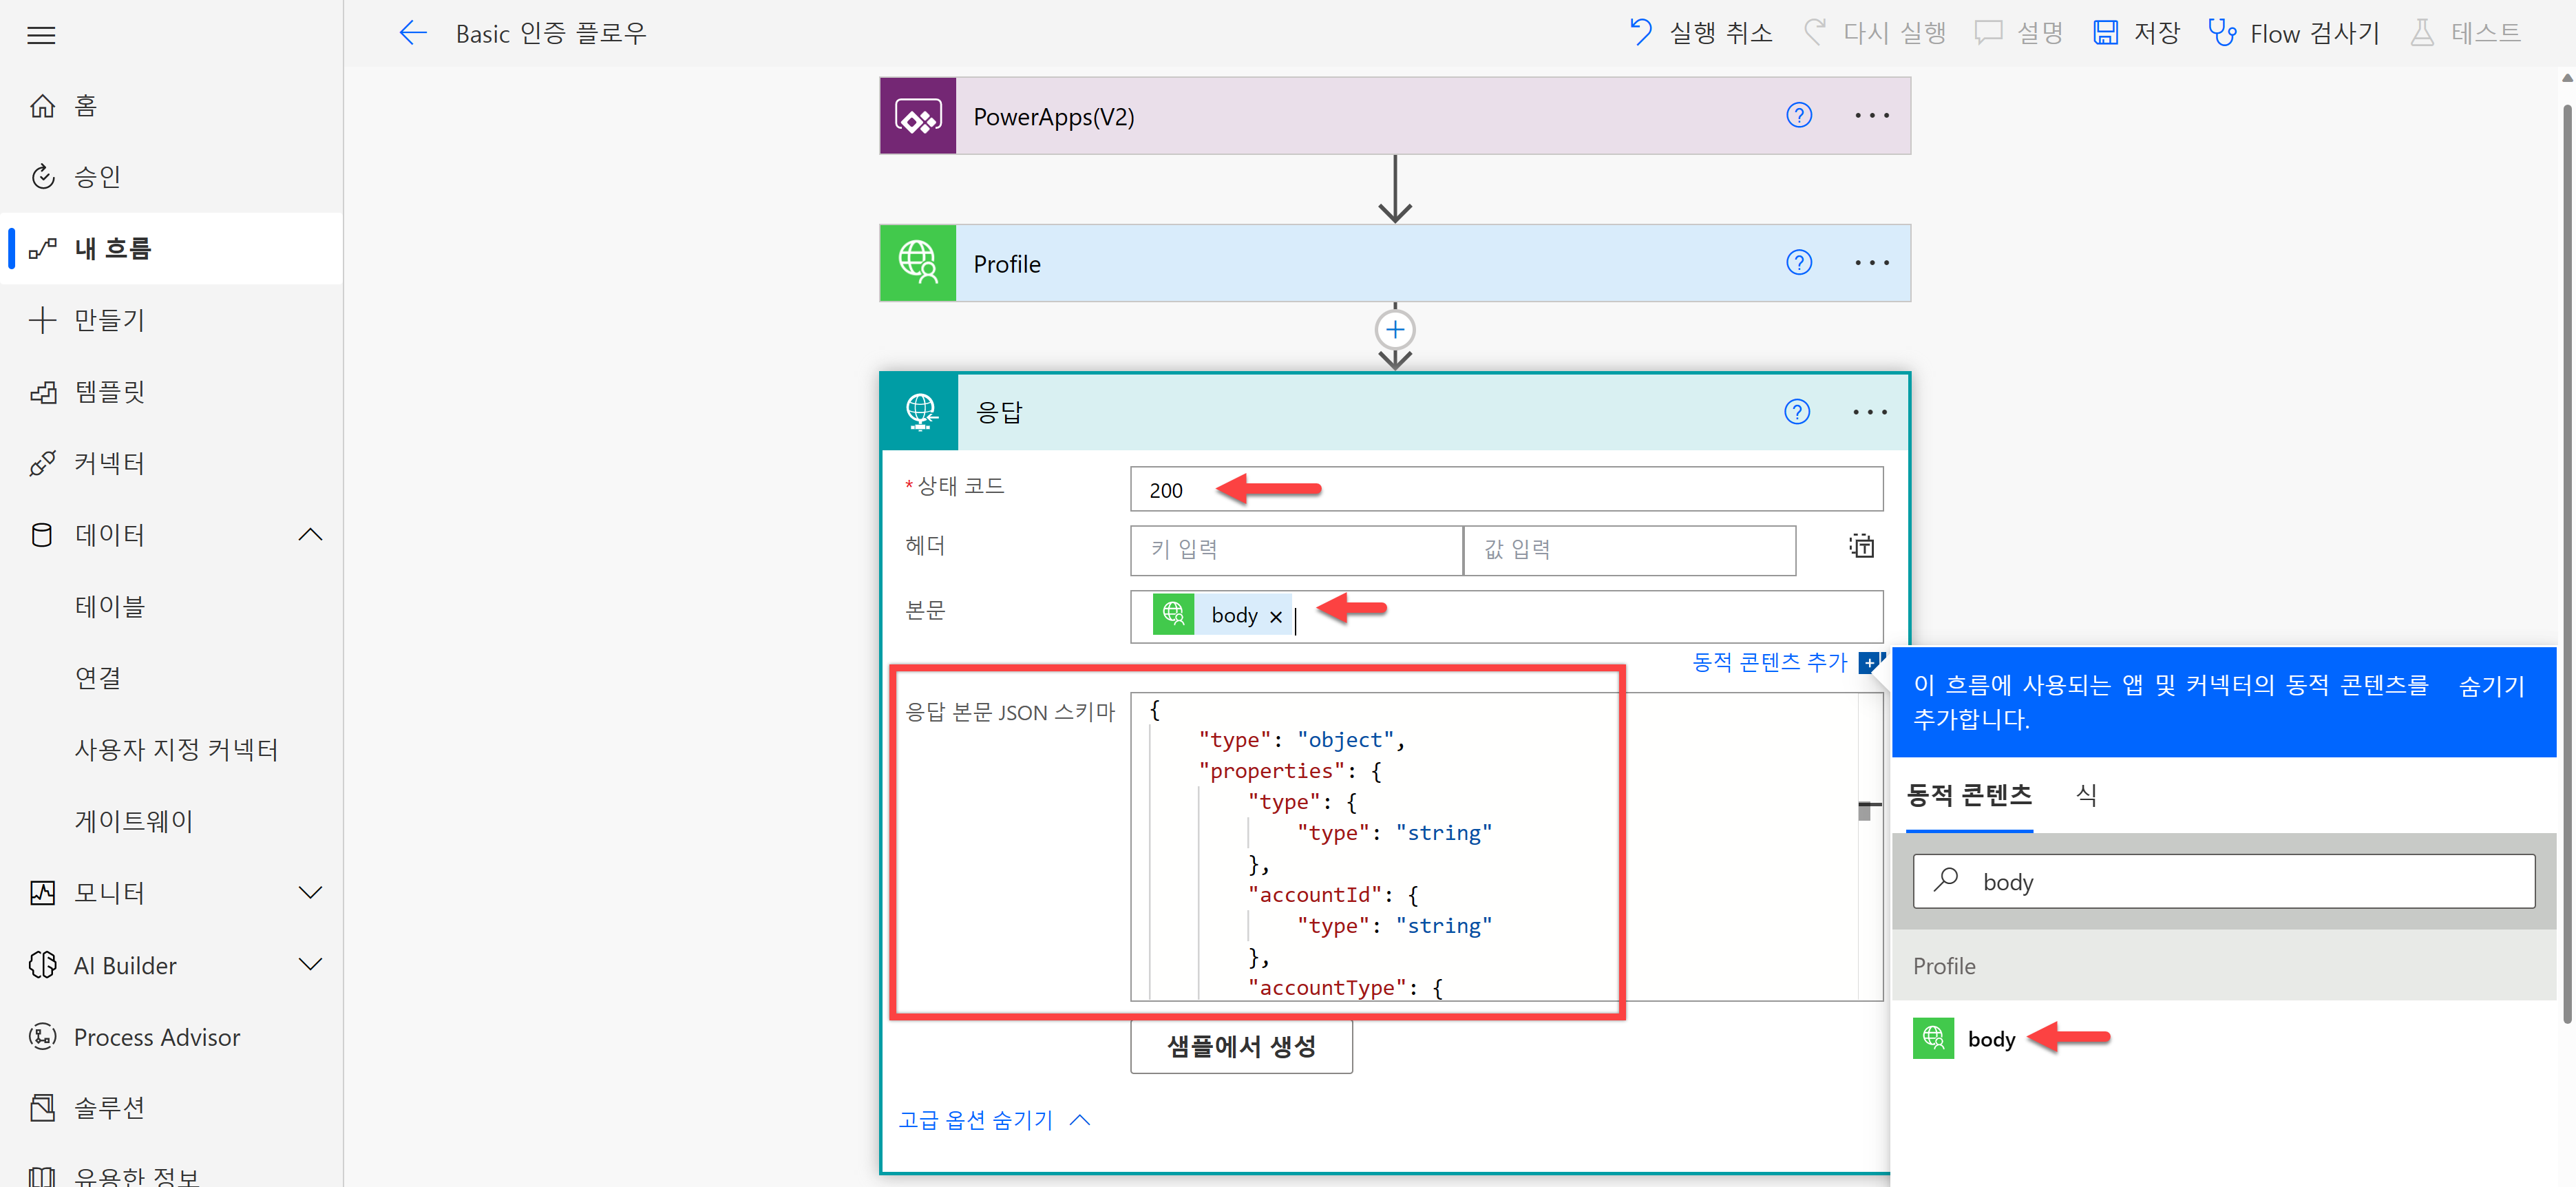 Basic 인증 플로우
실행 취소
다시 실행
설명
저장
Flow 검사기
테스트
홈
승인
내 흐름
만들기
템플릿
커넥터
데이터
테이블
연결
사용자 지정 커넥터
게이트웨이
모니터
AI Builder
Process Advisor
솔루션
유용한 정보
PowerApps(V2)
Profile
응답
*상태 코드
200
헤더
키 입력
값 입력
본문
body ×
동적 콘텐츠 추가
응답 본문 JSON 스키마
{
"type": "object",
"properties": {
"type": {
"type": "string"
},
"accountId": {
"type": "string"
},
"accountType": {
샘플에서 생성
고급 옵션 숨기기
이 흐름에 사용되는 앱 및 커넥터의 동적 콘텐츠를
추가합니다.
숨기기
동적 콘텐츠
식
body
Profile
body